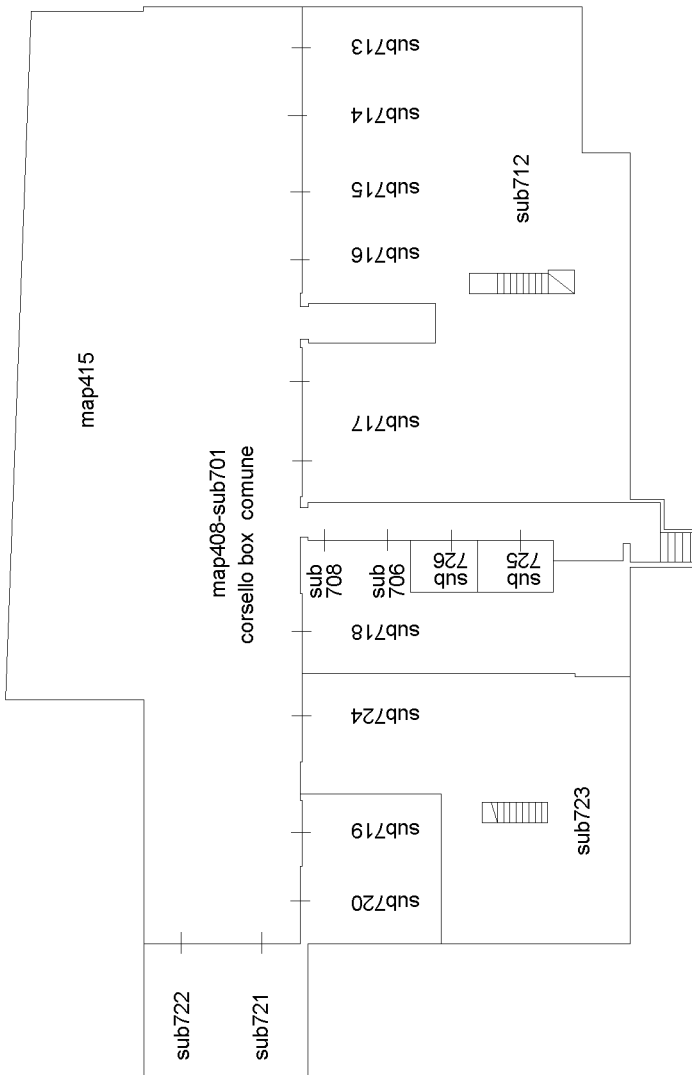 sub713
sub714
sub715
sub716
sub712
map415
sub717
map408-sub701
corsello box comune
sub
708
sub
706
sub
726
sub
725
sub718
sub724
sub719
sub723
sub720
sub722
sub721